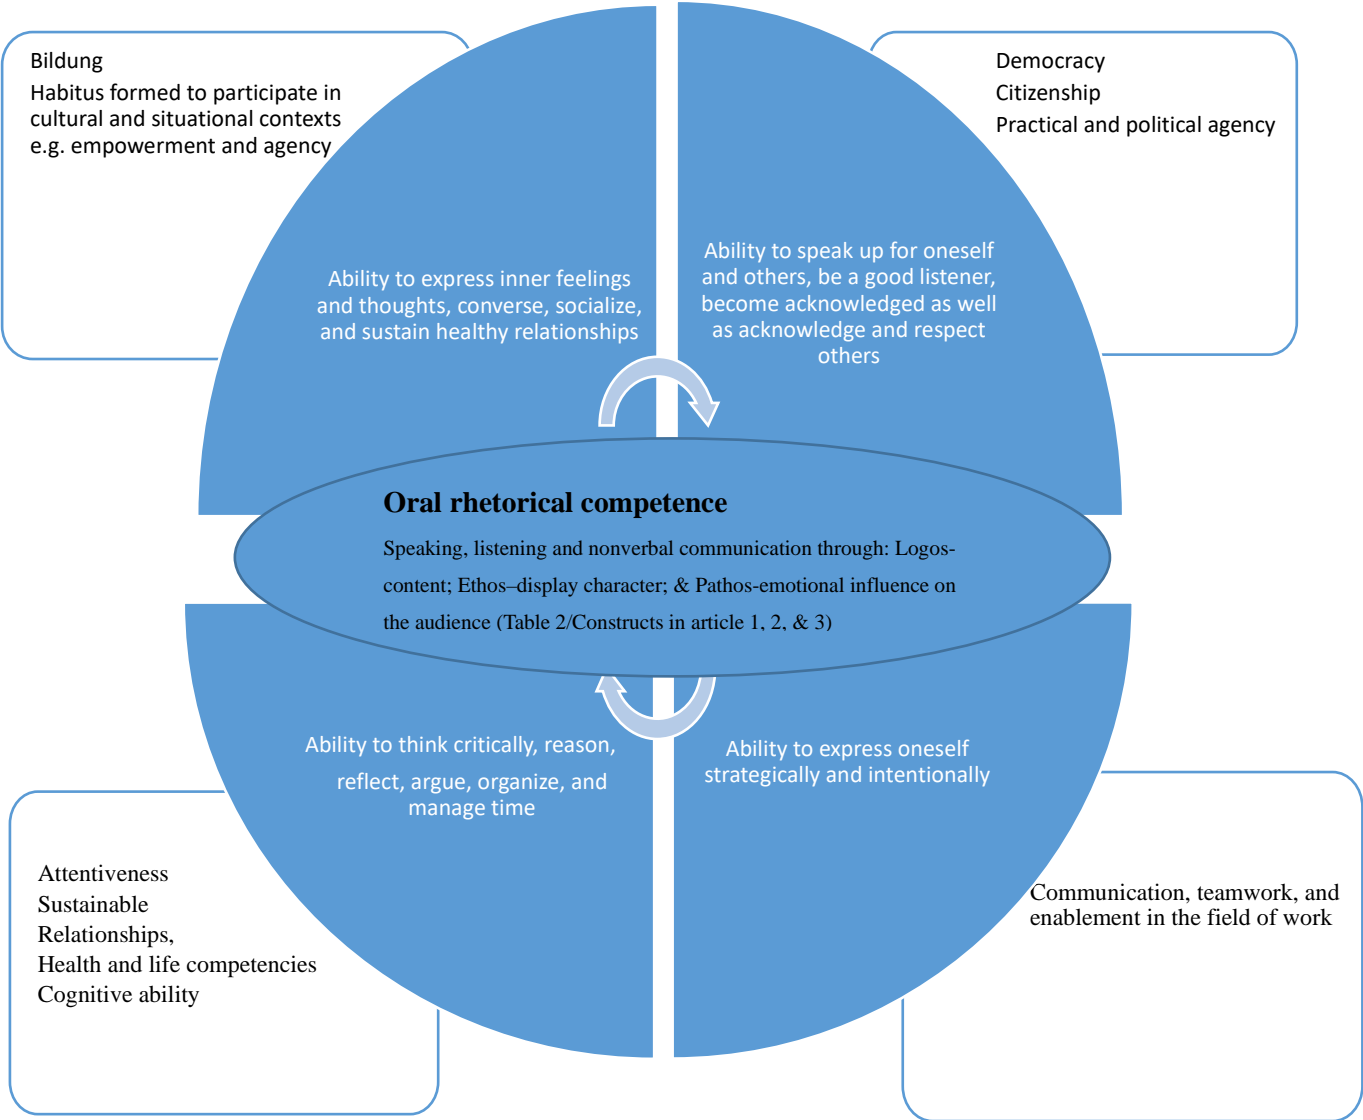 Bildung
Habitus formed to participate in
cultural and situational contexts
e.g. empowerment and agency
Democracy
Citizenship
Practical and political agency
Ability to express inner feelings
and thoughts, converse, socialize,
and sustain healthy relationships
Ability to speak up for oneself
and others, be a good listener,
become acknowledged as well
as acknowledge and respect
others
Oral rhetorical competence
Speaking, listening and nonverbal communication through: Logos-
content; Ethos–display character; & Pathos-emotional influence on
the audience (Table 2/Constructs in article 1, 2, & 3)
Ability to think critically, reason,
reflect, argue, organize, and
manage time
Ability to express oneself
strategically and intentionally
Attentiveness
Sustainable
Relationships,
Health and life competencies
Cognitive ability
Communication, teamwork, and
enablement in the field of work